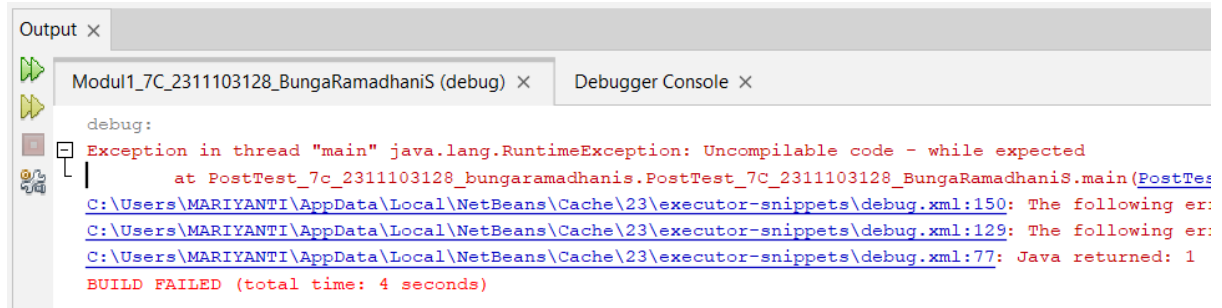 Output ×
Modul1_7C_2311103128_BungaRamadhaniS (debug) × Debugger Console ×
debug:
Exception in thread "main" java.lang.RuntimeException: Uncompilable code - while expected
at PostTest_7c_2311103128_bungaramadhanis.PostTest_7C_2311103128_BungaRamadhaniS.main(PostTes
C:\Users\MARIYANTI\AppData\Local\NetBeans\Cache\23\executor-snippets\debug.xml:150: The following er
C:\Users\MARIYANTI\AppData\Local\NetBeans\Cache\23\executor-snippets\debug.xml:129: The following er
C:\Users\MARIYANTI\AppData\Local\NetBeans\Cache\23\executor-snippets\debug.xml:77: Java returned: 1
BUILD FAILED (total time: 4 seconds)